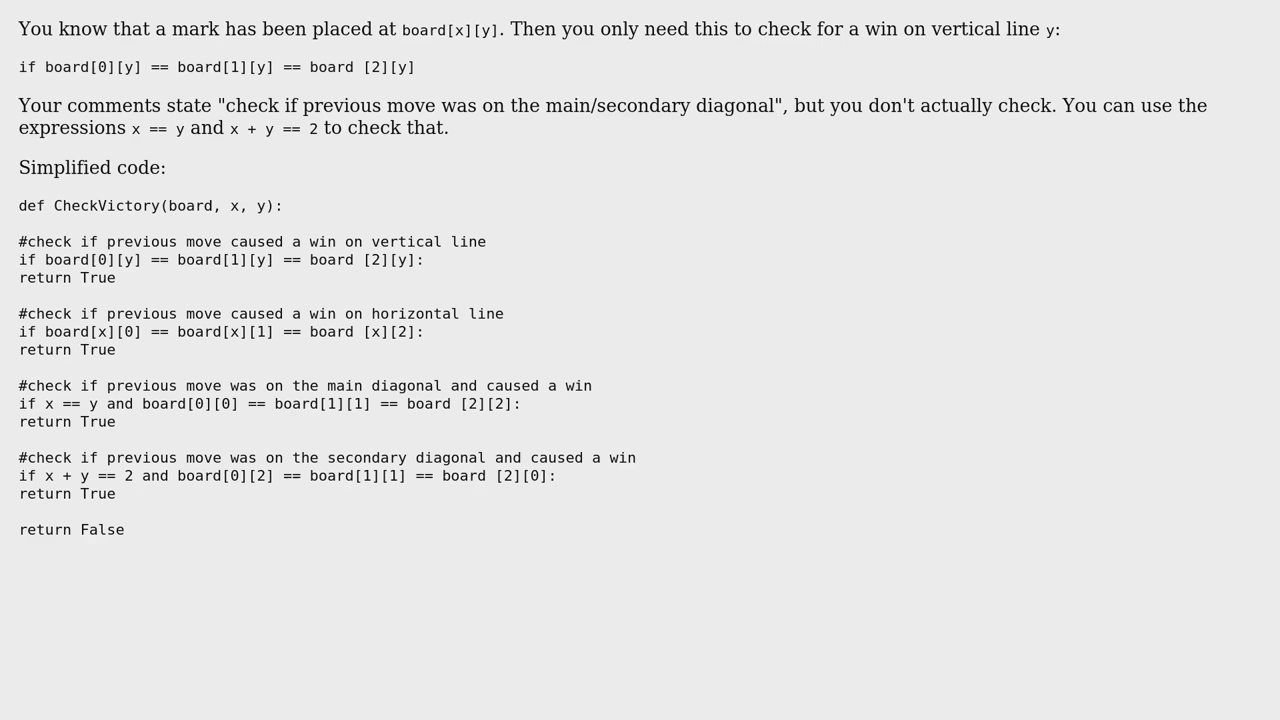 You know that a mark has been placed at board[x][y]. Then you only need this to check for a win on vertical line y:
if board[0][y] == board[1][y] == board [2][y]
Your comments state "check if previous move was on the main/secondary diagonal", but you don't actually check. You can use the
expressions x == y and x + y == 2 to check that.
Simplified code:
def CheckVictory(board, x, y):
#check if previous move caused a win on vertical line
if board[0][y] == board[1][y] == board [2][y]:
return True
#check if previous move caused a win on horizontal line
if board[x][0] == board[x][1] == board [x][2]:
return True
#check if previous move was on the main diagonal and caused a win
if x == y and board[0][0] == board[1][1] == board [2][2]:
return True
#check if previous move was on the secondary diagonal and caused a win
if x + y == 2 and board[0][2] == board[1][1] == board [2][0]:
return True
return False